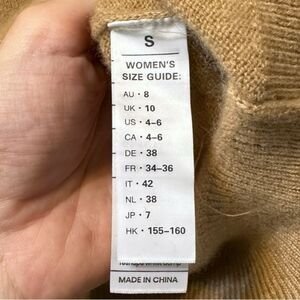 S
WOMEN'S
SIZE GUIDE:
AU · 8
UK · 10
US · 4–6
CA · 4–6
DE · 38
FR · 34–36
IT · 42
NL · 38
JP · 7
HK · 155–160
MADE IN CHINA